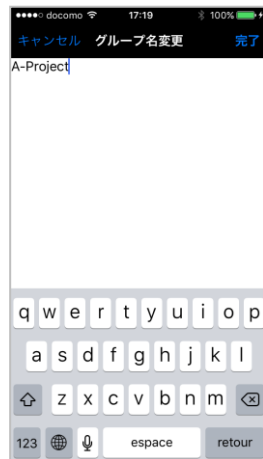 docomo 17:19 100%
キャンセル グループ名変更 完了
A-Project
q w e r t y u i o p
a s d f g h j k l
z x c v b n m
123 espace retour